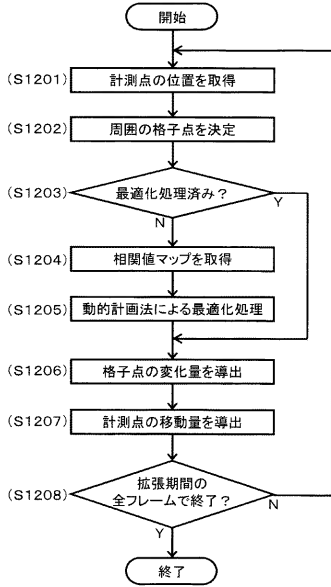 開始
(S1201)
計測点の位置を取得
(S1202)
周囲の格子点を決定
(S1203)
最適化処理済み？
Y
N
(S1204)
相関値マップを取得
(S1205)
動的計画法による最適化処理
(S1206)
格子点の変化量を導出
(S1207)
計測点の移動量を導出
(S1208)
拡張期間の
全フレームで終了？
N
Y
終了